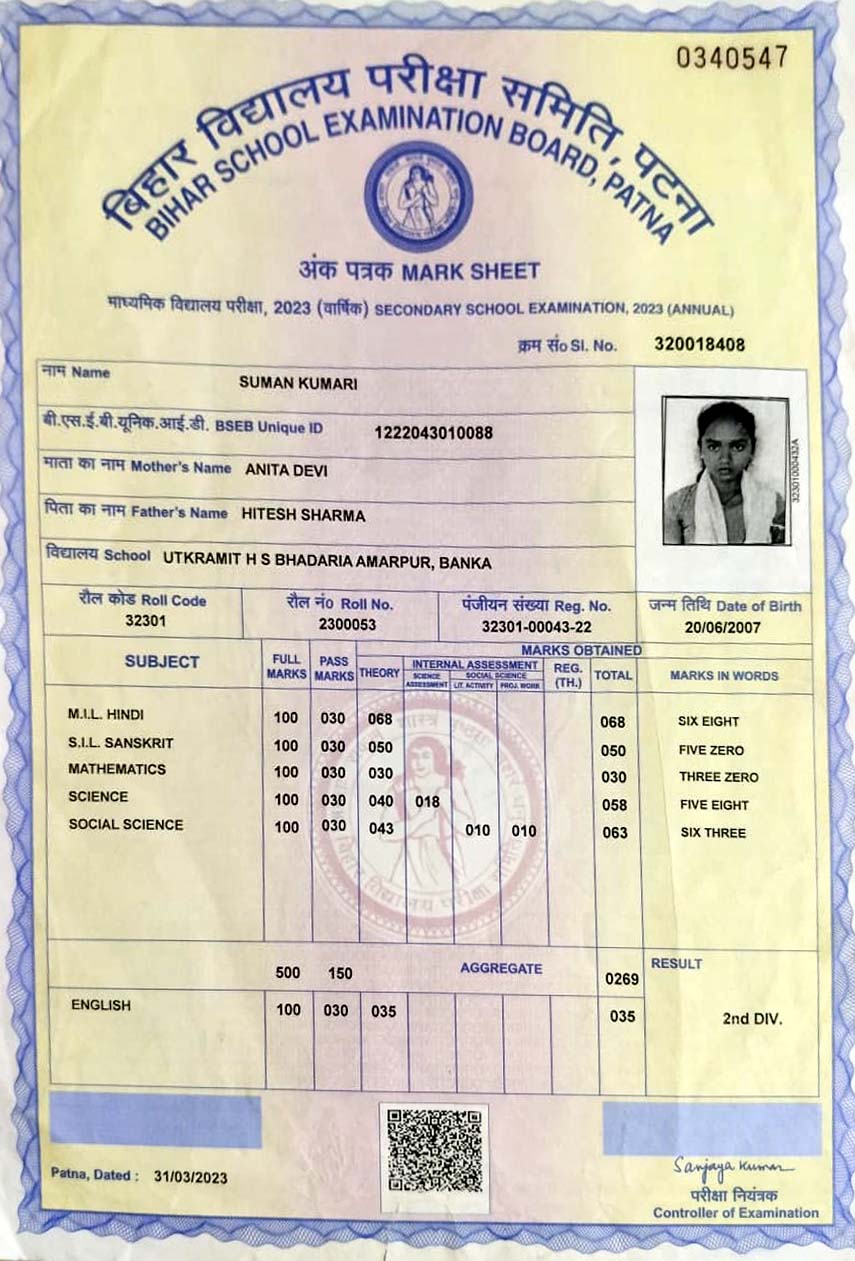 0340547
बिहार विद्यालय परीक्षा समिति, पटना
BIHAR SCHOOL EXAMINATION BOARD, PATNA
अंक पत्रक MARK SHEET
माध्यमिक विद्यालय परीक्षा, 2023 (वार्षिक) SECONDARY SCHOOL EXAMINATION, 2023 (ANNUAL)
क्रम सं० Sl. No. 320018408
नाम Name SUMAN KUMARI
बी.एस.ई.बी.यूनिक.आई.डी. BSEB Unique ID 1222043010088
माता का नाम Mother's Name ANITA DEVI
पिता का नाम Father's Name HITESH SHARMA
विद्यालय School UTKRAMIT H S BHADARIA AMARPUR, BANKA
32301000432A
रौल कोड Roll Code रौल नं० Roll No. पंजीयन संख्या Reg. No. जन्म तिथि Date of Birth
32301 2300053 32301-00043-22 20/06/2007
MARKS OBTAINED
SUBJECT FULL MARKS PASS MARKS THEORY INTERNAL ASSESSMENT REG. (TH.) TOTAL MARKS IN WORDS
SCIENCE ASSESSMENT SOCIAL SCIENCE
LIT. ACTIVITY PROJ. WORK
M.I.L. HINDI 100 030 068 068 SIX EIGHT
S.I.L. SANSKRIT 100 030 050 050 FIVE ZERO
MATHEMATICS 100 030 030 030 THREE ZERO
SCIENCE 100 030 040 018 058 FIVE EIGHT
SOCIAL SCIENCE 100 030 043 010 010 063 SIX THREE
बिहार विद्यालय परीक्षा समिति
500 150 AGGREGATE 0269 RESULT
ENGLISH 100 030 035 035 2nd DIV.
Patna, Dated : 31/03/2023
Sanjaya Kumar
परीक्षा नियंत्रक
Controller of Examination